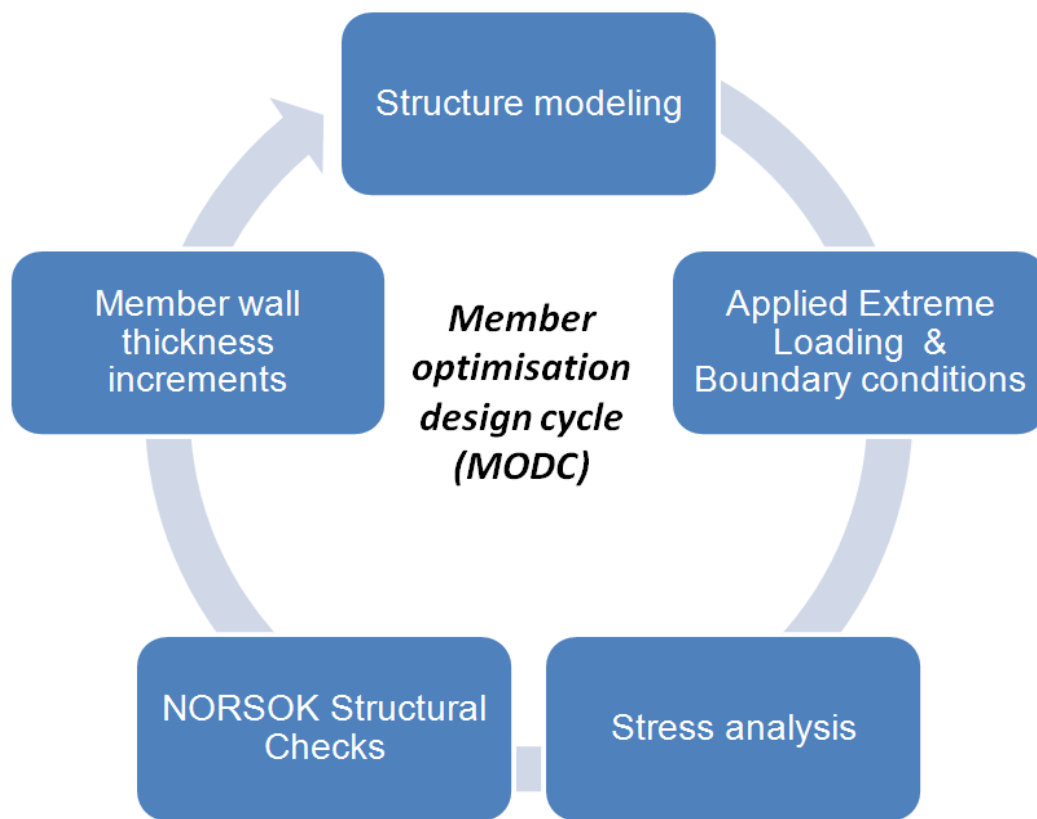 Structure modeling
Applied Extreme
Loading  &
Boundary conditions
Stress analysis
NORSOK Structural
Checks
Member wall
thickness
increments
Member
optimisation
design cycle
(MODC)